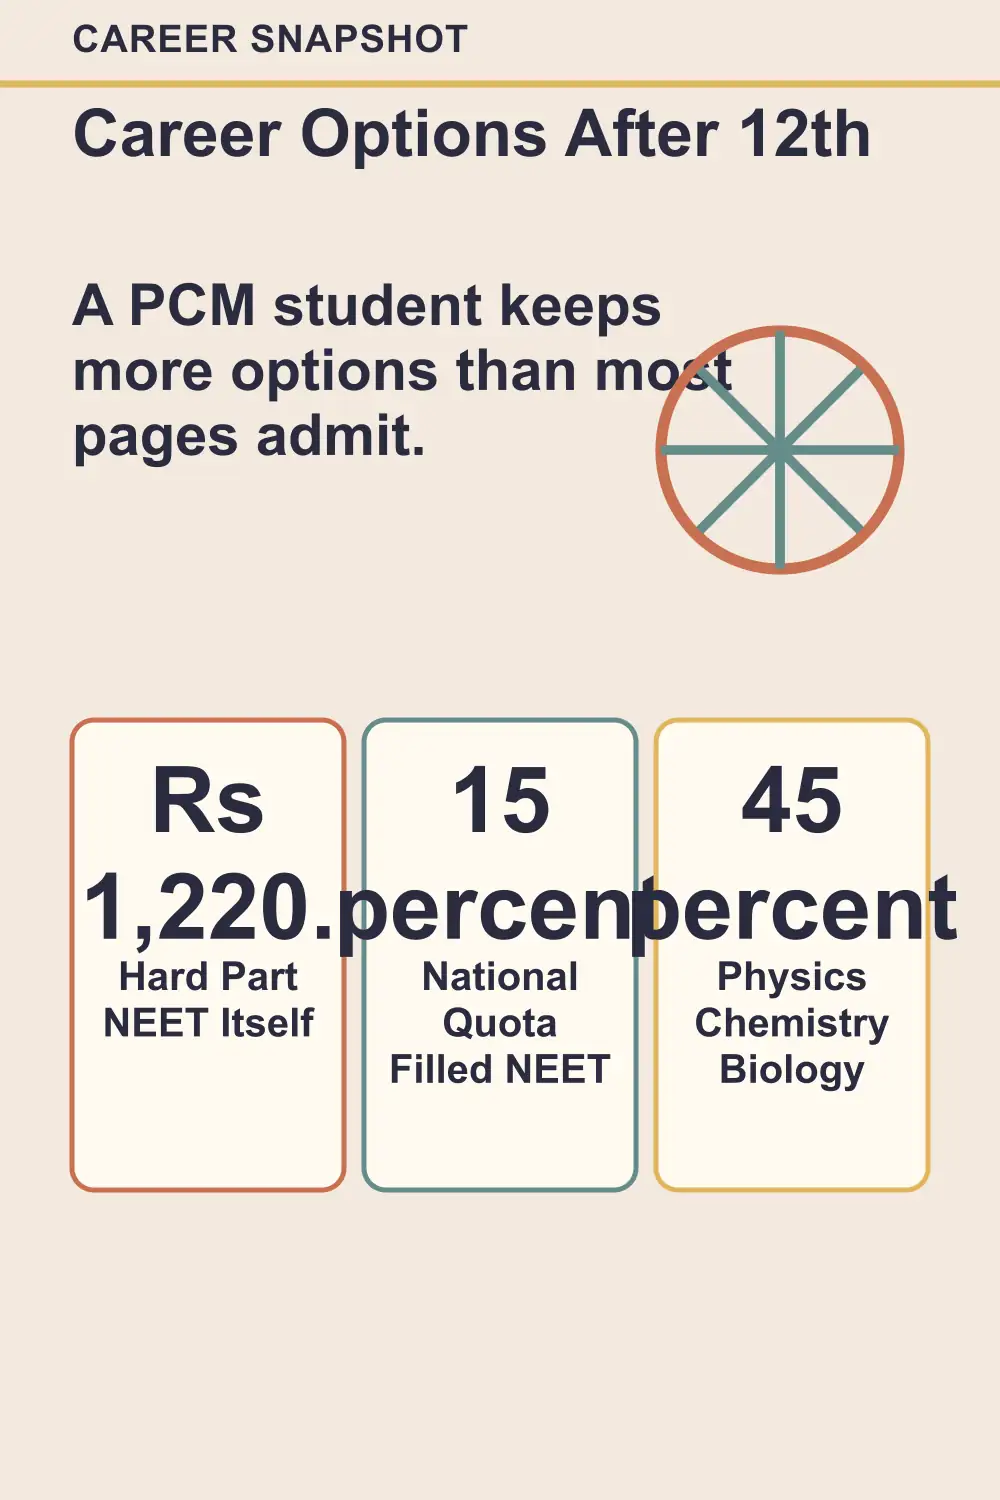 CAREER SNAPSHOT
Career Options After 12th
A PCM student keeps
more options than most
pages admit.
Rs
1,220.
Hard Part
NEET Itself
15
percent
National
Quota
Filled NEET
45
percent
Physics
Chemistry
Biology